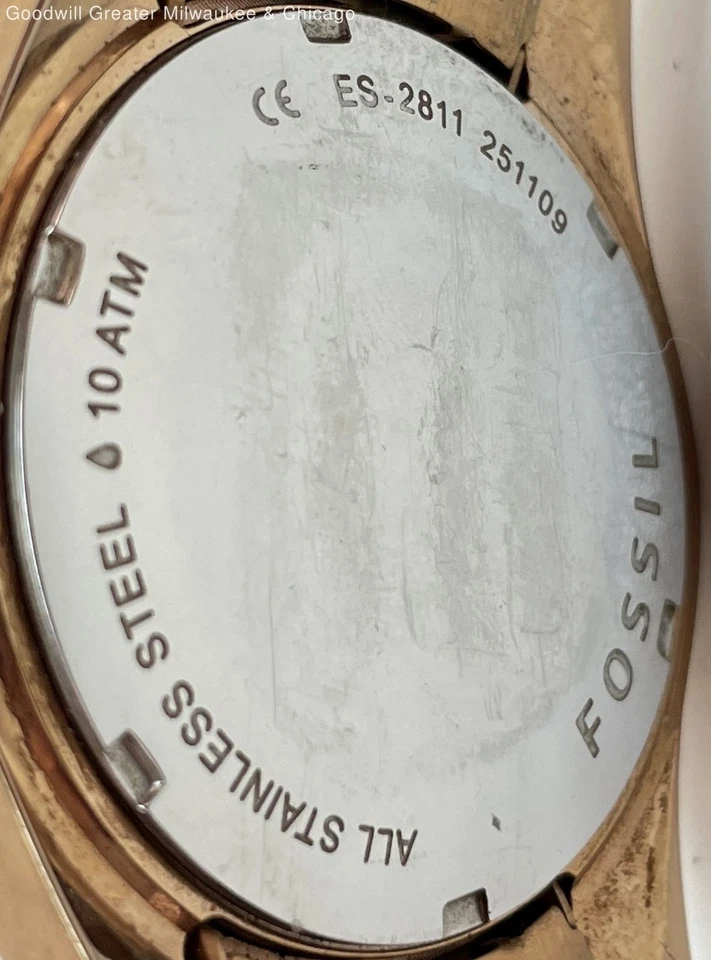 Goodwill Greater Milwaukee & Chicago
CE ES-2811 251109
FOSSIL
ALL STAINLESS STEEL 10 ATM